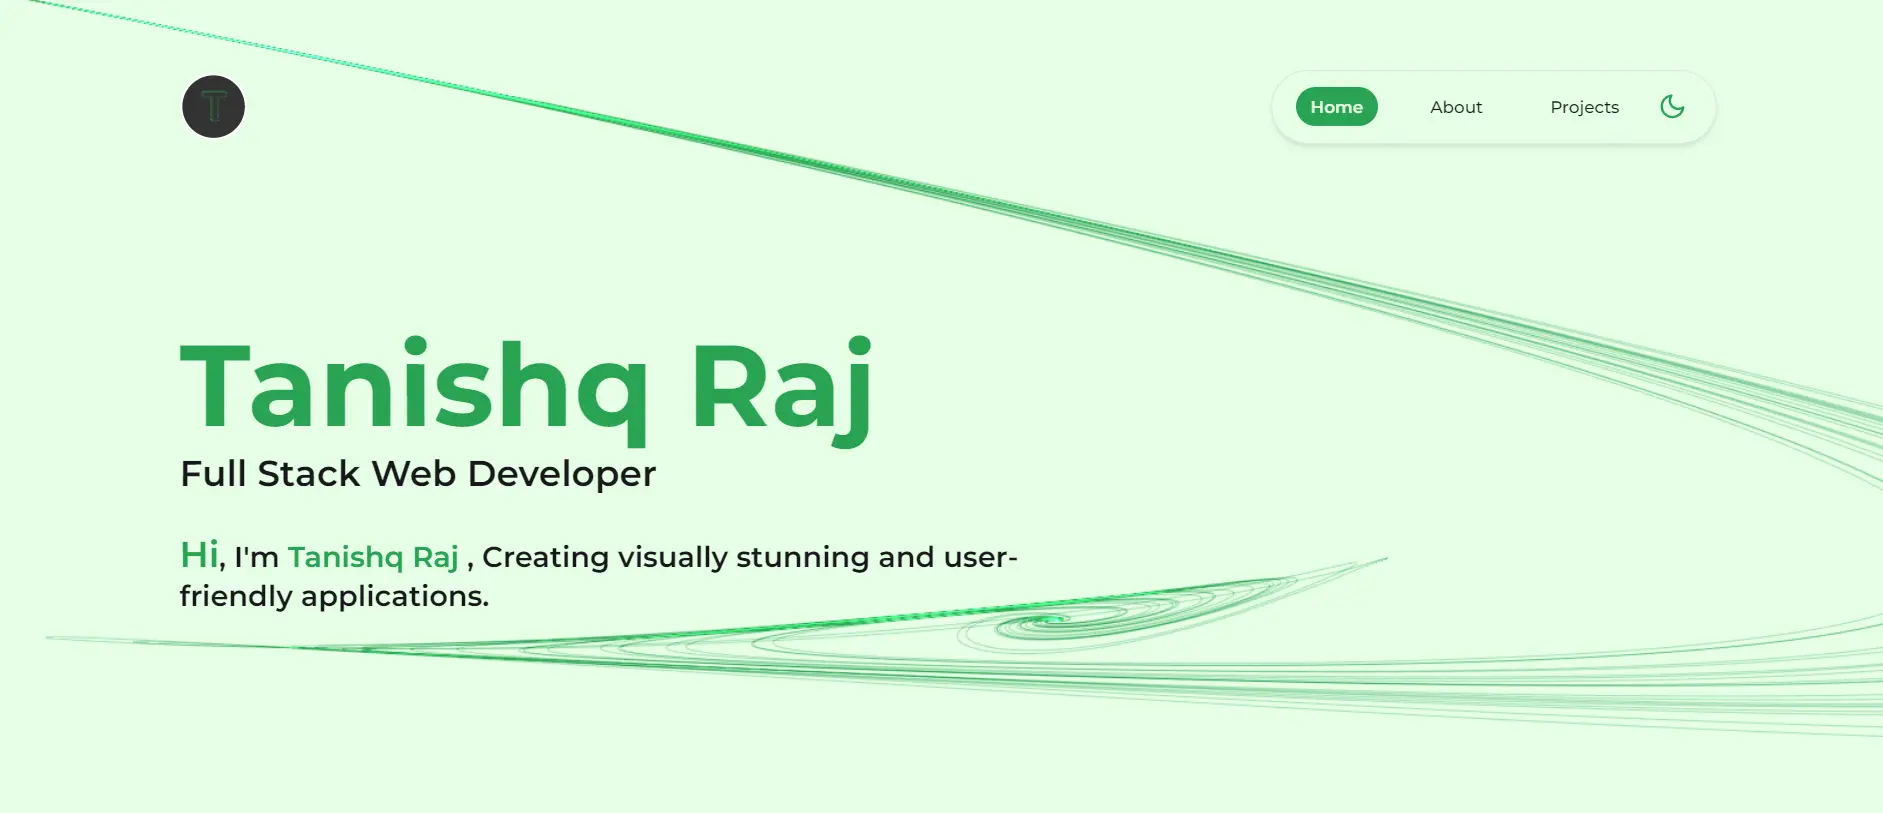 T
Home
About
Projects
Tanishq Raj
Full Stack Web Developer
Hi, I'm Tanishq Raj , Creating visually stunning and user-
friendly applications.